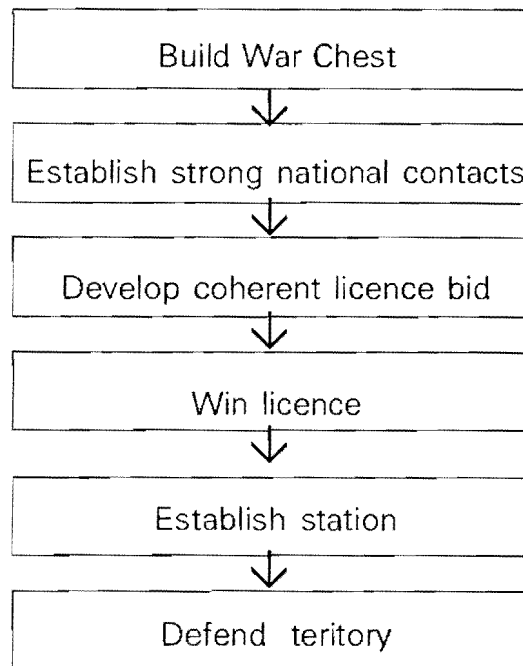 Build War Chest
Establish strong national contacts
Develop coherent licence bid
Win licence
Establish station
Defend teritory